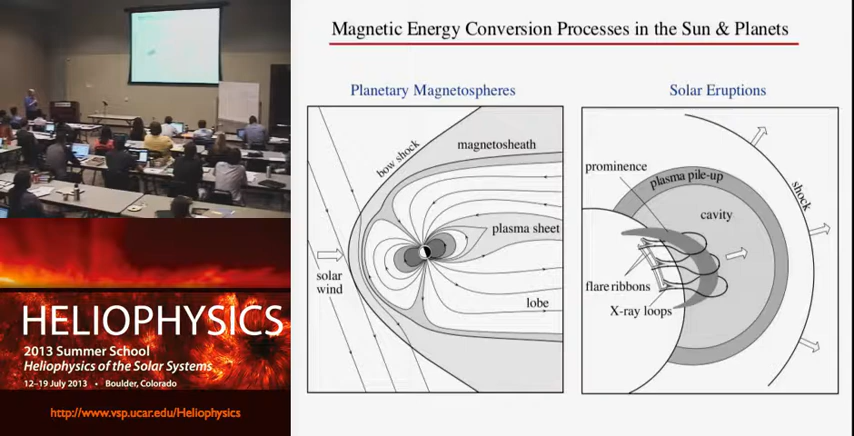 Magnetic Energy Conversion Processes in the Sun & Planets
Planetary Magnetospheres
bow shock
magnetosheath
plasma sheet
solar
wind
lobe
Solar Eruptions
prominence
plasma pile-up
cavity
shock
flare ribbons
X-ray loops
HELIOPHYSICS
2013 Summer School
Heliophysics of the Solar Systems
12–19 July 2013 • Boulder, Colorado
http://www.vsp.ucar.edu/Heliophysics